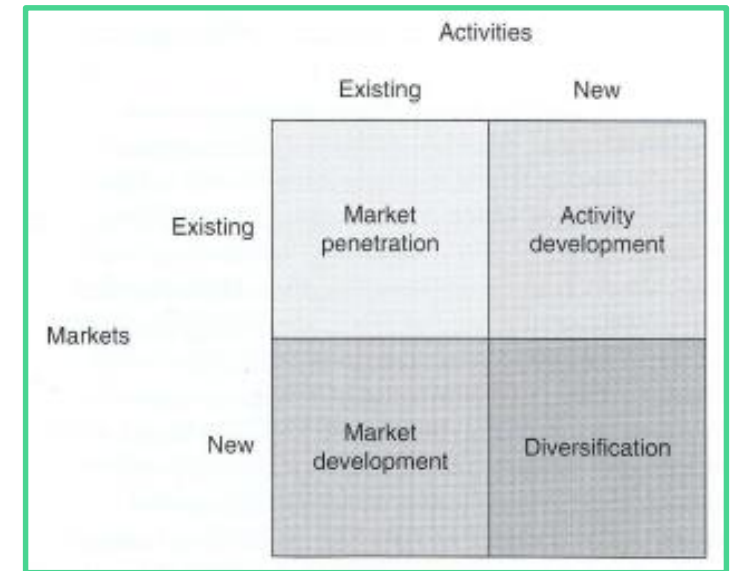 Activities
Existing New
Existing
Market
penetration
Activity
development
Markets
New
Market
development
Diversification